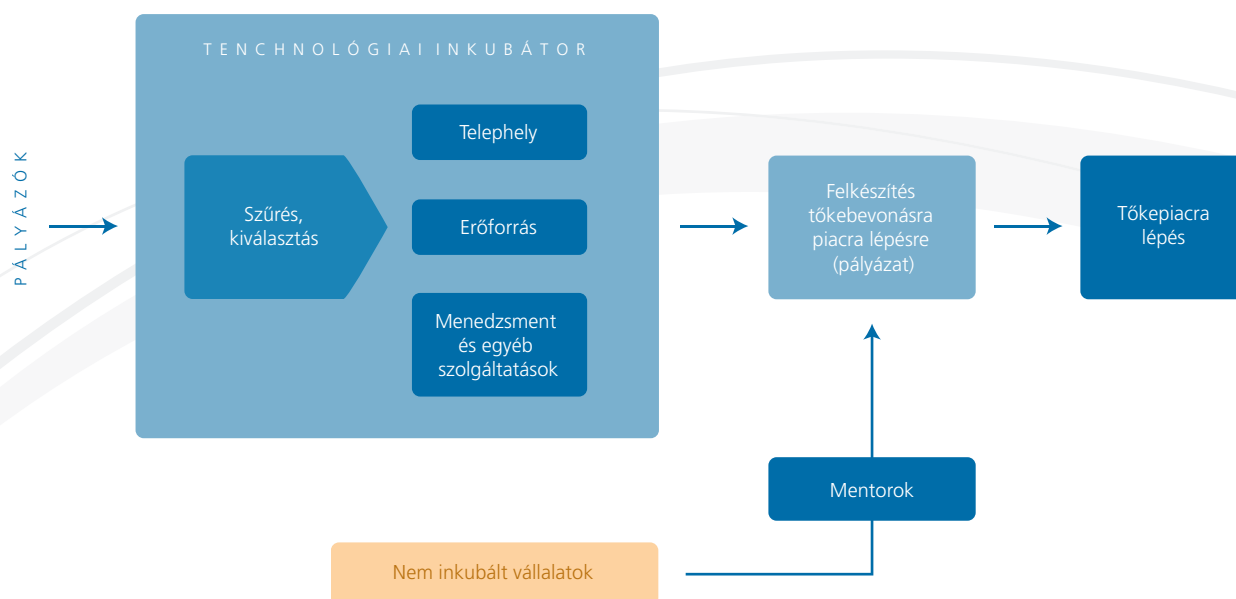 PÁLYÁZÓK
TENCHNOLÓGIAI INKUBÁTOR
Szűrés,
kiválasztás
Telephely
Erőforrás
Menedzsment
és egyéb
szolgáltatások
Felkészítés
tőkebevonásra
piacra lépésre
(pályázat)
Tőkepiacra
lépés
Mentorok
Nem inkubált vállalatok